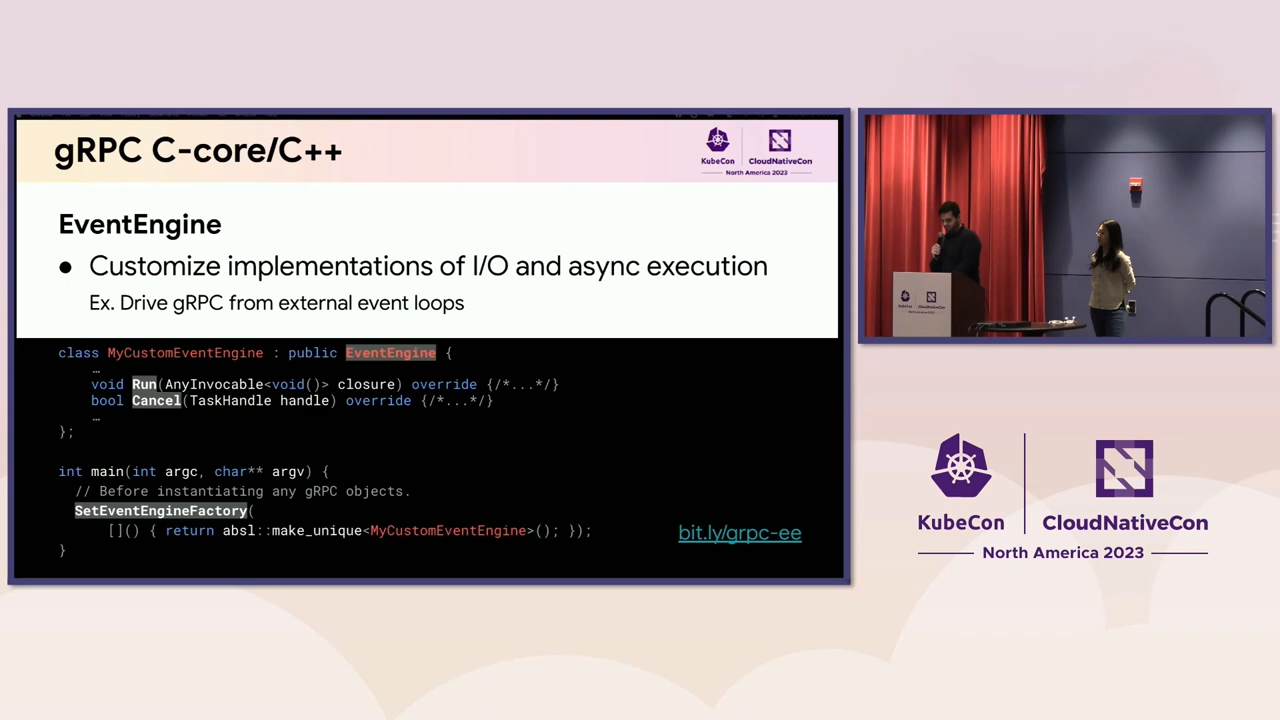 gRPC C-core/C++
KubeCon
CloudNativeCon
North America 2023
EventEngine
● Customize implementations of I/O and async execution
Ex. Drive gRPC from external event loops
class MyCustomEventEngine : public EventEngine {
…
void Run(AnyInvocable<void()> closure) override {/*...*/}
bool Cancel(TaskHandle handle) override {/*...*/}
…
};
int main(int argc, char** argv) {
// Before instantiating any gRPC objects.
SetEventEngineFactory(
[]() { return absl::make_unique<MyCustomEventEngine>(); });
}
bit.ly/grpc-ee
KubeCon
CloudNativeCon
North America 2023